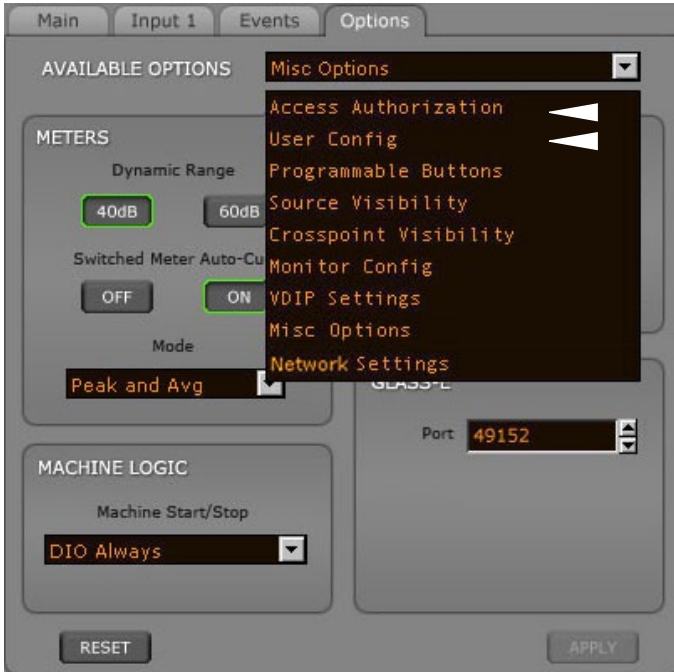 Main Input 1 Events Options
AVAILABLE OPTIONS Misc Options
Access Authorization
User Config
Programmable Buttons
Source Visibility
Crosspoint Visibility
Monitor Config
VDIP Settings
Misc Options
Network Settings
METERS
Dynamic Range
40dB 60dB
Switched Meter
OFF ON
Mode
Peak and Avg
MACHINE LOGIC
Machine Start/Stop
DIO Always
GLASS-E
Port 49152
RESET APPLY